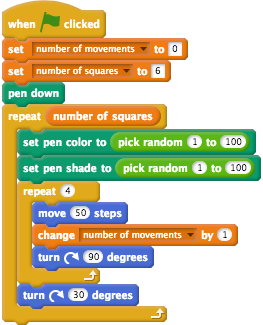 when clicked
set number of movements to 0
set number of squares to 6
pen down
repeat number of squares
set pen color to pick random 1 to 100
set pen shade to pick random 1 to 100
repeat 4
move 50 steps
change number of movements by 1
turn 90 degrees
turn 30 degrees